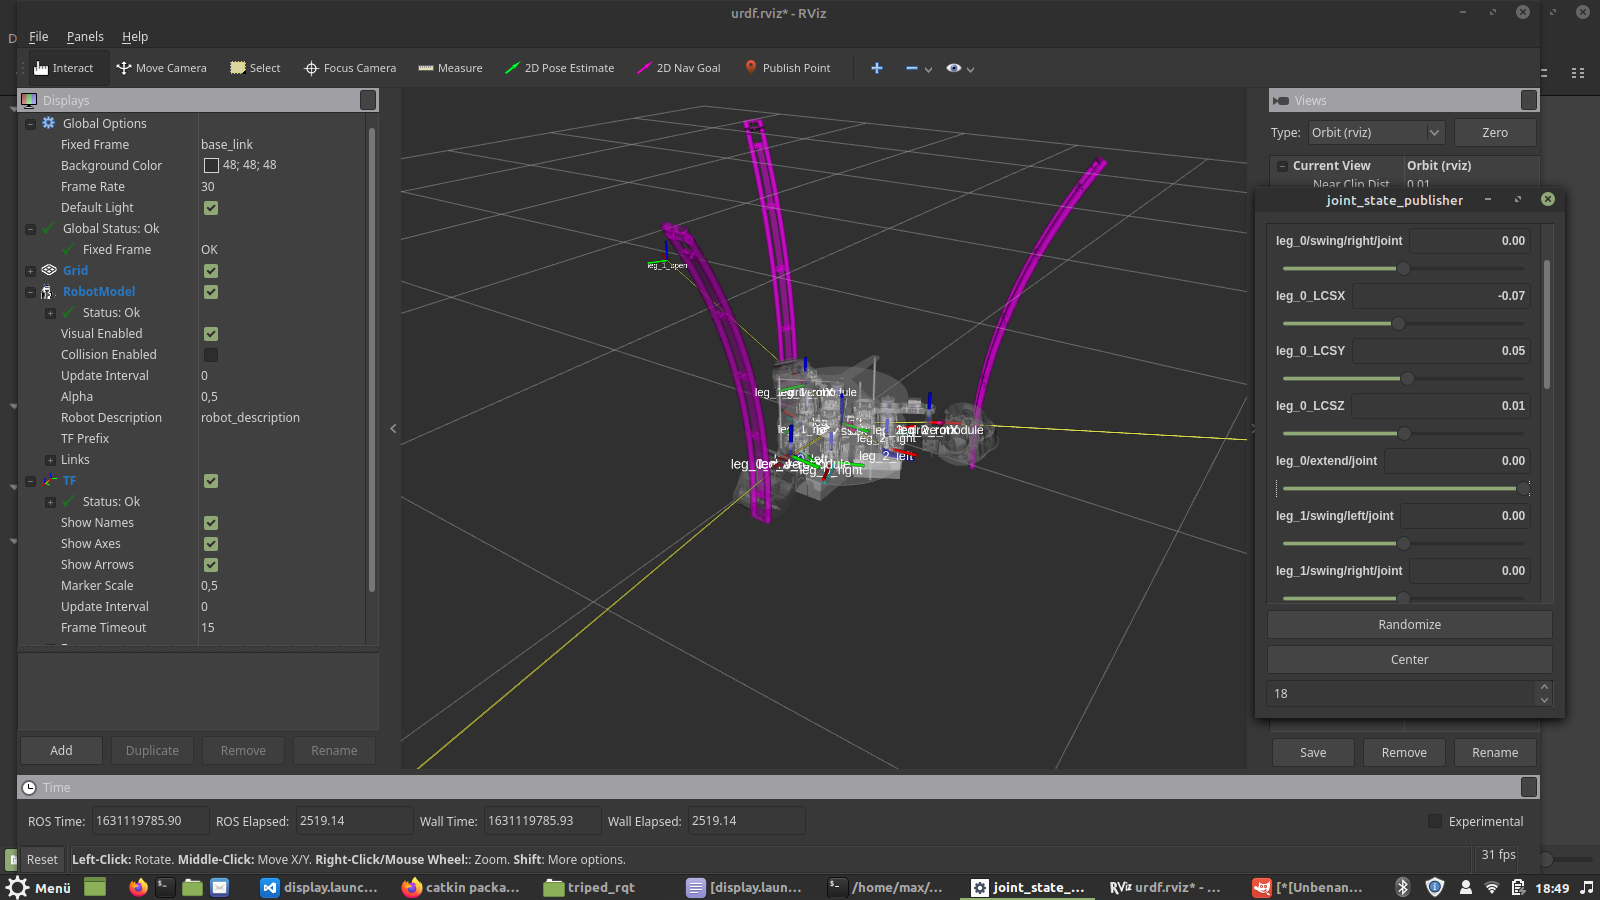 urdf.rviz* - RViz
D
File Panels Help
Interact Move Camera Select Focus Camera Measure 2D Pose Estimate 2D Nav Goal Publish Point
Displays
Global Options
Fixed Frame base_link
Background Color 48; 48; 48
Frame Rate 30
Default Light
Global Status: Ok
Fixed Frame OK
Grid
RobotModel
Status: Ok
Visual Enabled
Collision Enabled
Update Interval 0
Alpha 0,5
Robot Description robot_description
TF Prefix
Links
TF
Status: Ok
Show Names
Show Axes
Show Arrows
Marker Scale 0,5
Update Interval 0
Frame Timeout 15
Add Duplicate Remove Rename
leg_1_open
leg_2_right
leg_2_left
Views
Type: Orbit (rviz) Zero
Current View Orbit (rviz)
Near Clip Dist 0.01
joint_state_publisher
leg_0/swing/right/joint 0.00
leg_0_LCSX -0.07
leg_0_LCSY 0.05
leg_0_LCSZ 0.01
leg_0/extend/joint 0.00
leg_1/swing/left/joint 0.00
leg_1/swing/right/joint 0.00
Randomize
Center
18
Save Remove Rename
Time
ROS Time: 1631119785.90 ROS Elapsed: 2519.14 Wall Time: 1631119785.93 Wall Elapsed: 2519.14 Experimental
Reset Left-Click: Rotate. Middle-Click: Move X/Y. Right-Click/Mouse Wheel:: Zoom. Shift: More options. 31 fps
Menü display.launc... catkin packa... triped_rqt [display.laun... /home/max/... joint_state_... RViz urdf.rviz* - ... [*[Unbenan... 18:49